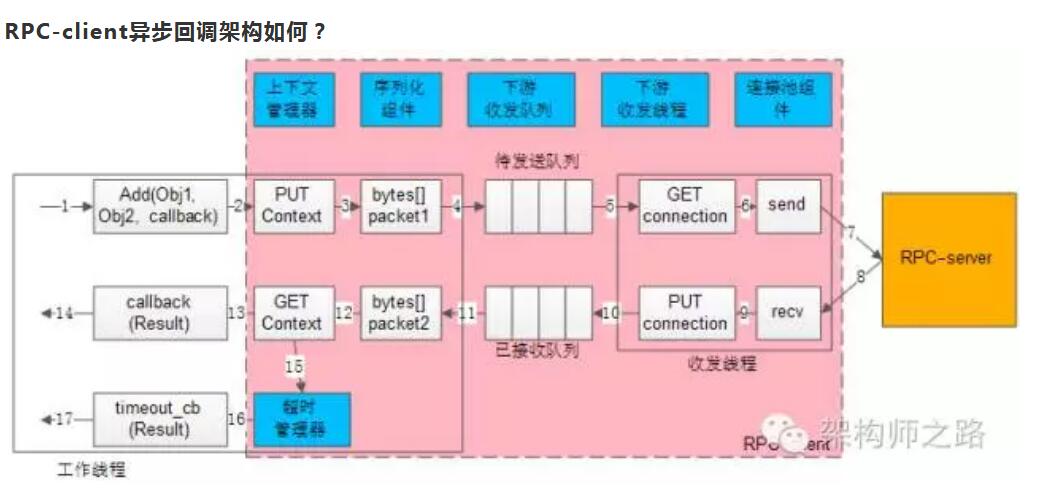 RPC-client异步回调架构如何？
上下文
管理器
序列化
组件
下游
收发队列
下游
收发线程
连接池组
件
待发送队列
1
Add(Obj1,
Obj2, callback)
2
PUT
Context
3
bytes[]
packet1
4
5
GET
connection
6
send
7
RPC-server
8
14
callback
(Result)
13
GET
Context
12
bytes[]
packet2
11
10
PUT
connection
9
recv
已接收队列
收发线程
15
17
timeout_cb
(Result)
16
超时
管理器
架构师之路
工作线程